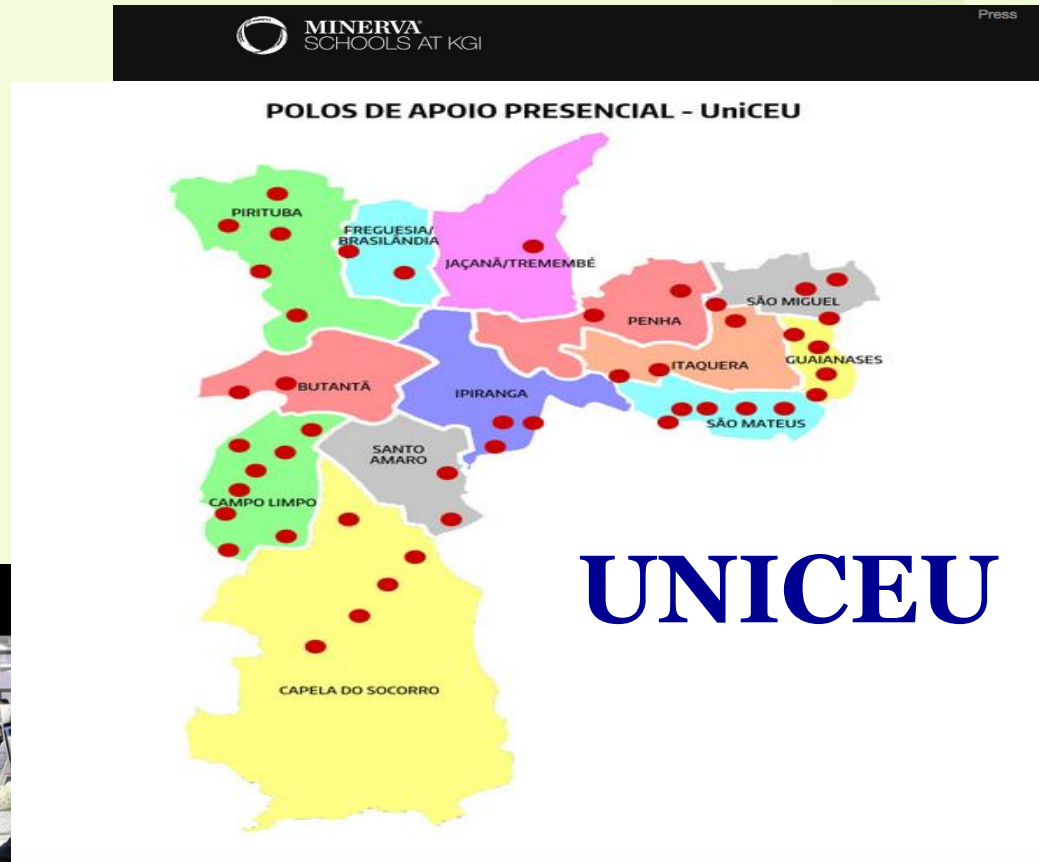 Press
MINERVA
SCHOOLS AT KGI
POLOS DE APOIO PRESENCIAL - UniCEU
PIRITUBA
FREGUESIA/
BRASILÂNDIA
JAÇANÃ/TREMEMBÉ
SÃO MIGUEL
PENHA
GUAIANASES
ITAQUERA
BUTANTÃ
IPIRANGA
SÃO MATEUS
SANTO
AMARO
CAMPO LIMPO
UNICEU
CAPELA DO SOCORRO